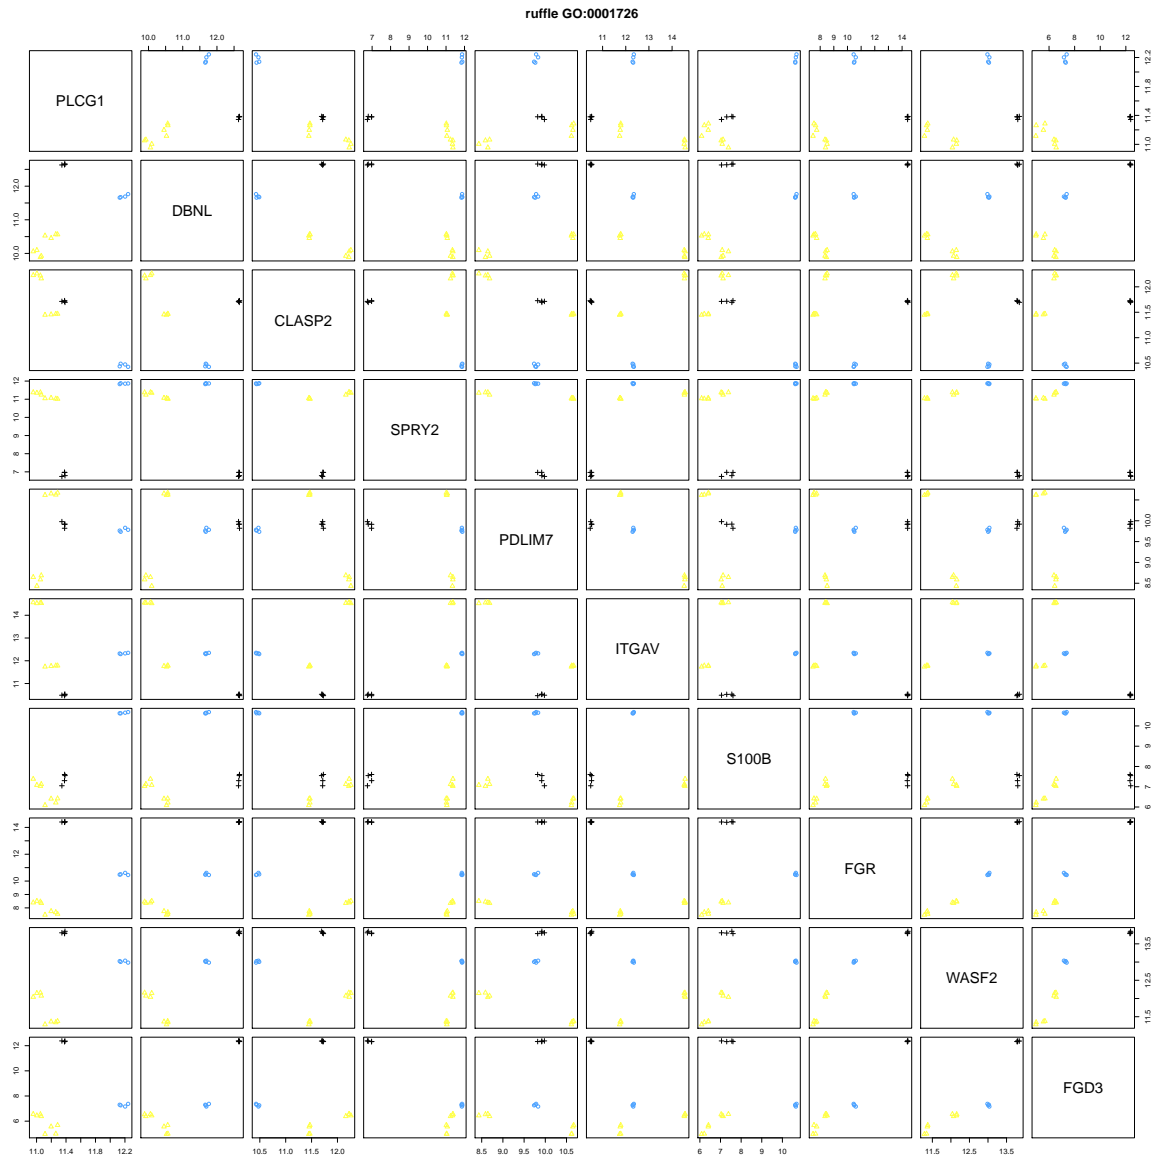 ruffle GO:0001726
10.0 11.0 12.0 7 8 9 10 11 12 11 12 13 14 8 9 10 12 14 6 8 10 12
PLCG1
11.0 11.4 11.8 12.2
10.0 11.0 12.0
DBNL
CLASP2
10.5 11.5 12.0
7 8 9 10 11 12
SPRY2
PDLIM7
8.5 9.0 9.5 10.0
11 12 13 14
ITGAV
S100B
6 7 8 9 10
8 9 10 12 14
FGR
WASF2
11.5 12.5 13.5
6 8 10 12
FGD3
11.0 11.4 11.8 12.2 10.5 11.0 11.5 12.0 8.5 9.0 9.5 10.0 10.5 6 7 8 9 10 11.5 12.5 13.5